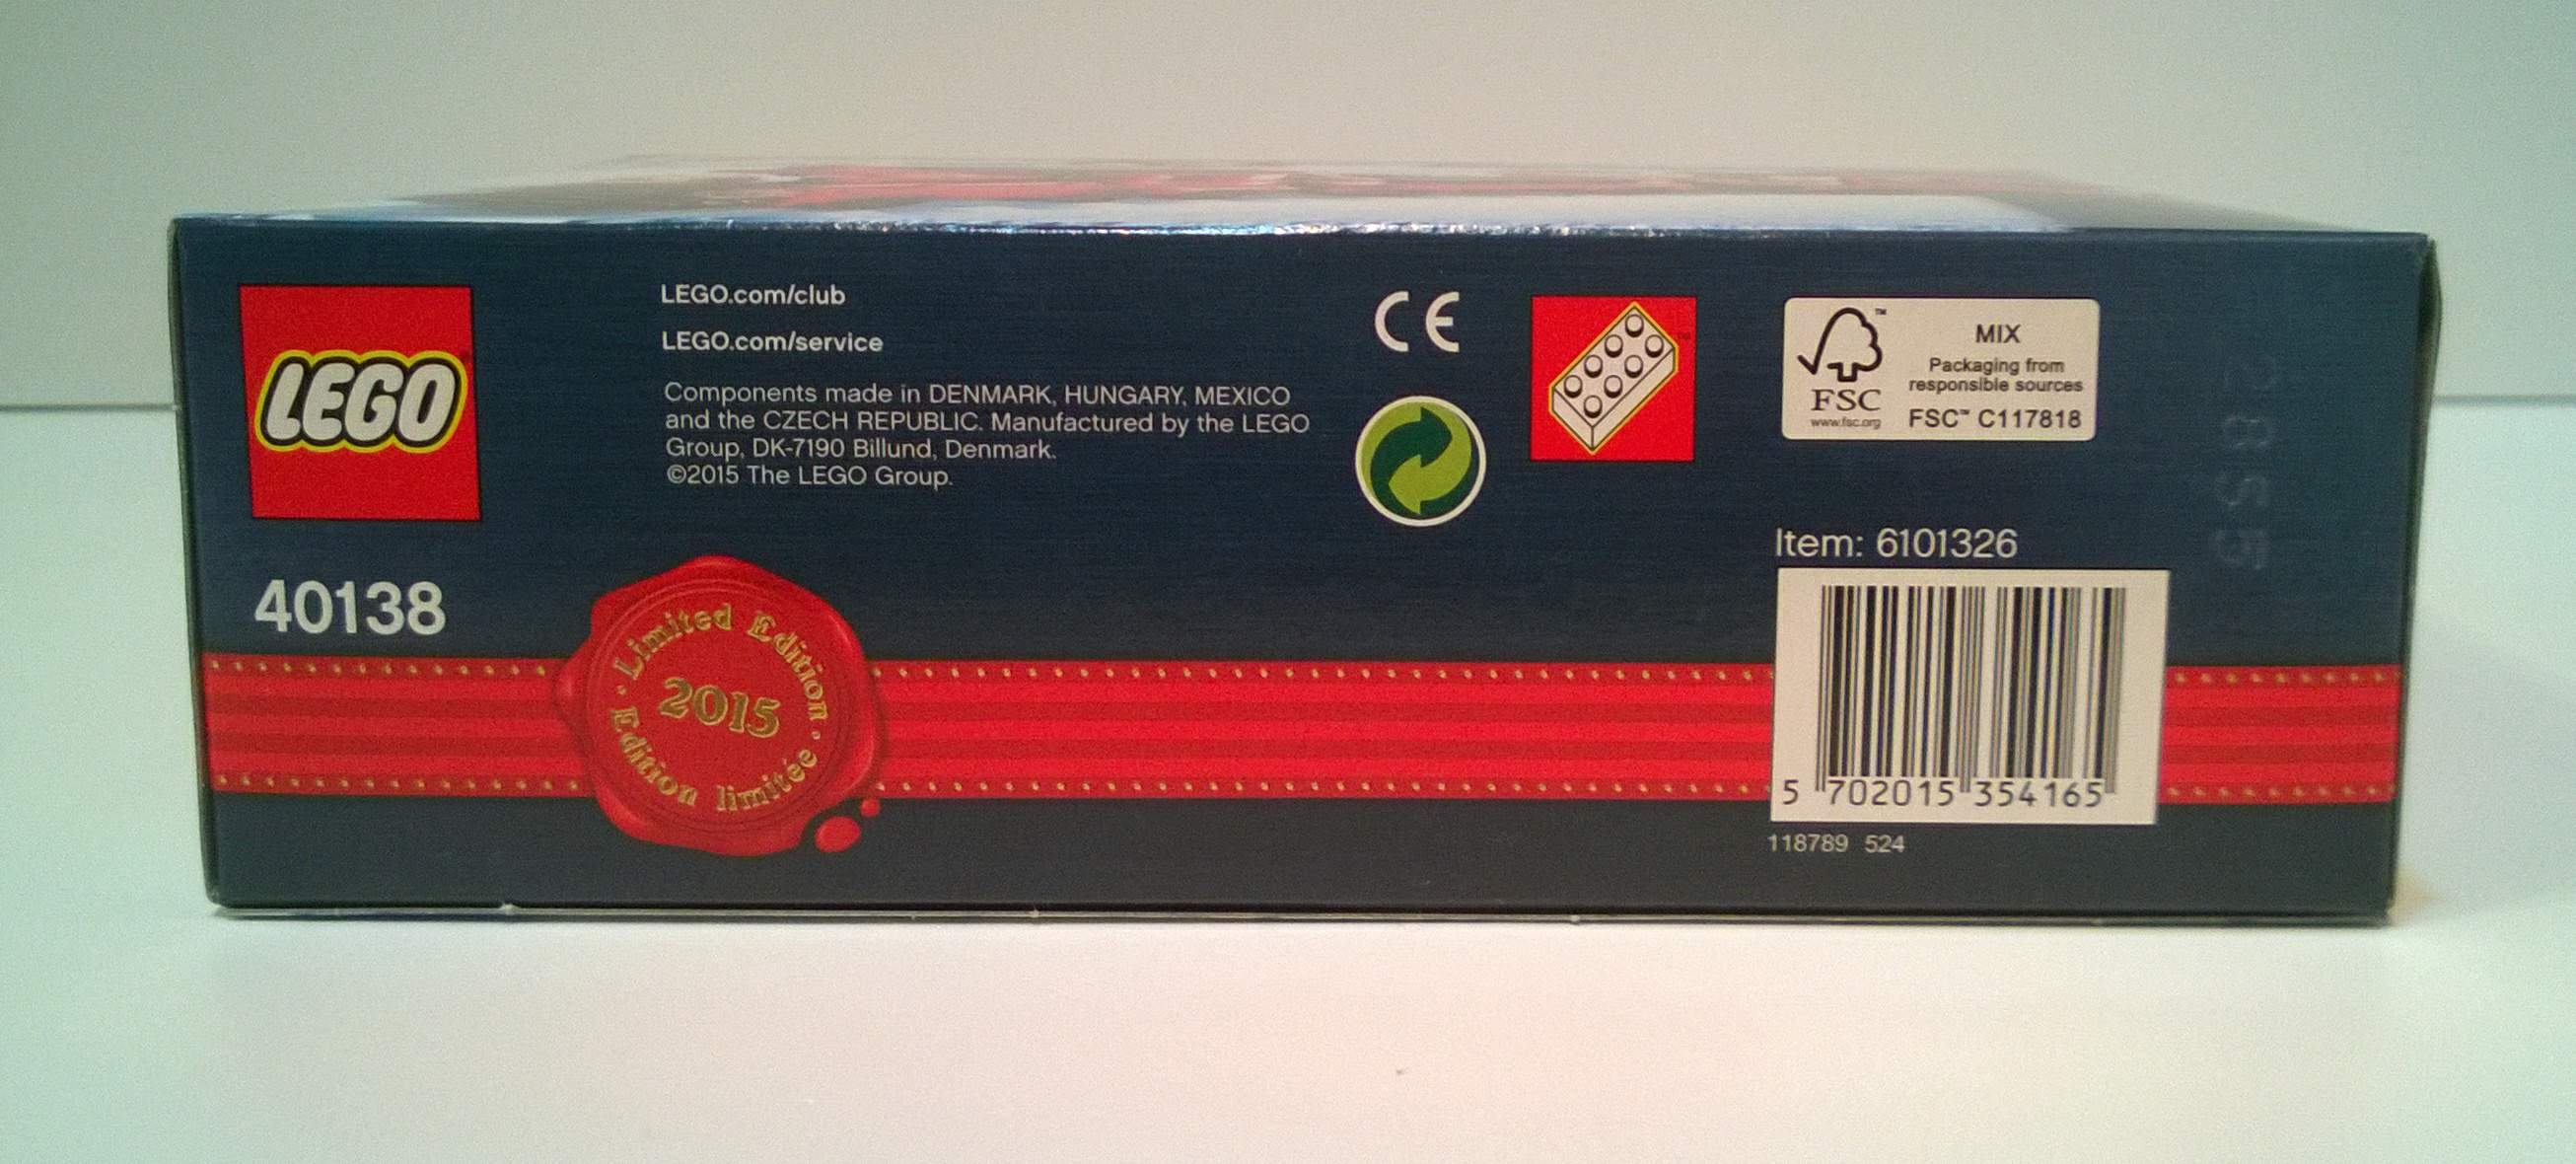 LEGO
40138
LEGO.com/club
LEGO.com/service
Components made in DENMARK, HUNGARY, MEXICO
and the CZECH REPUBLIC. Manufactured by the LEGO
Group, DK-7190 Billund, Denmark.
©2015 The LEGO Group.
Limited Edition
2015
Edition limitée
CE
FSC™
www.fsc.org
MIX
Packaging from
responsible sources
FSC™ C117818
Item: 6101326
5 702015 354165
118789 524